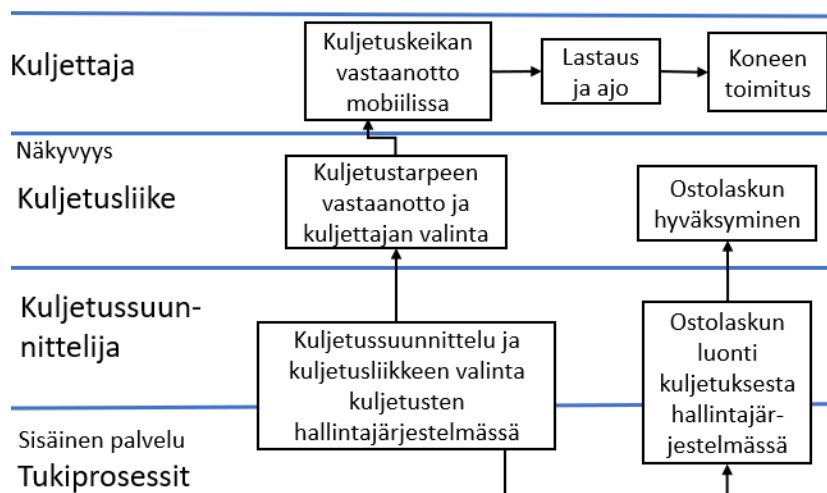 Kuljettaja
Kuljetuskeikan
vastaanotto
mobiilissa
Lastaus
ja ajo
Koneen
toimitus
Näkyvyys
Kuljetusliike
Kuljetustarpeen
vastaanotto ja
kuljettajan valinta
Ostolaskun
hyväksyminen
Kuljetussuun-
nittelija
Kuljetussuunnittelu ja
kuljetusliikkeen valinta
kuljetusten
hallintajärjestelmässä
Ostolaskun
luonti
kuljetuksesta
hallintajär-
jestelmässä
Sisäinen palvelu
Tukiprosessit